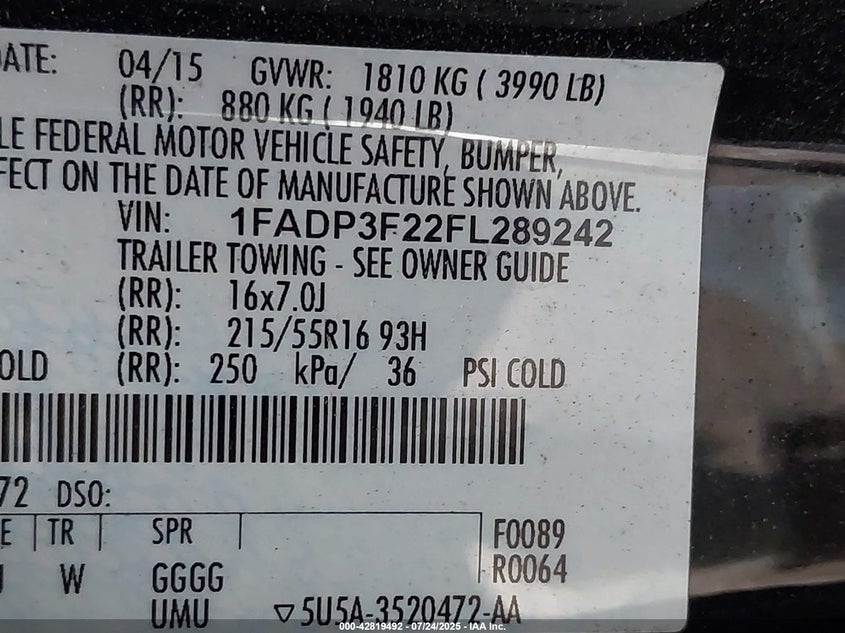 ATE: 04/15 GVWR: 1810 KG ( 3990 LB)
(RR): 880 KG ( 1940 LB)
LE FEDERAL MOTOR VEHICLE SAFETY, BUMPER,
FECT ON THE DATE OF MANUFACTURE SHOWN ABOVE.
VIN: 1FADP3F22FL289242
TRAILER TOWING - SEE OWNER GUIDE
(RR): 16x7.0J
(RR): 215/55R16 93H
OLD (RR): 250 kPa/ 36 PSI COLD
72 DSO:
E TR SPR F0089
W GGGG R0064
UMU ▽5U5A-3520472-AA
000-42819492 - 07/24/2025 - IAA Inc.